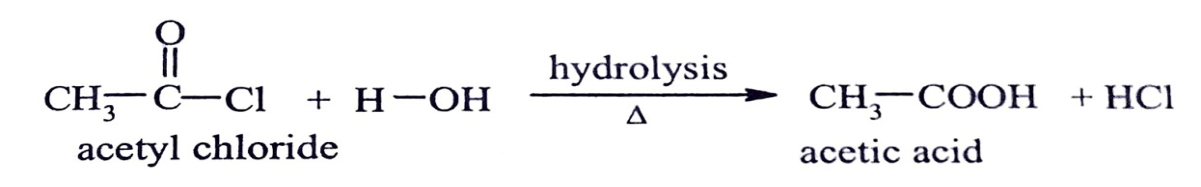 O
CH₃—C—Cl + H—OH hydrolysis CH₃—COOH + HCl
Δ
acetyl chloride acetic acid